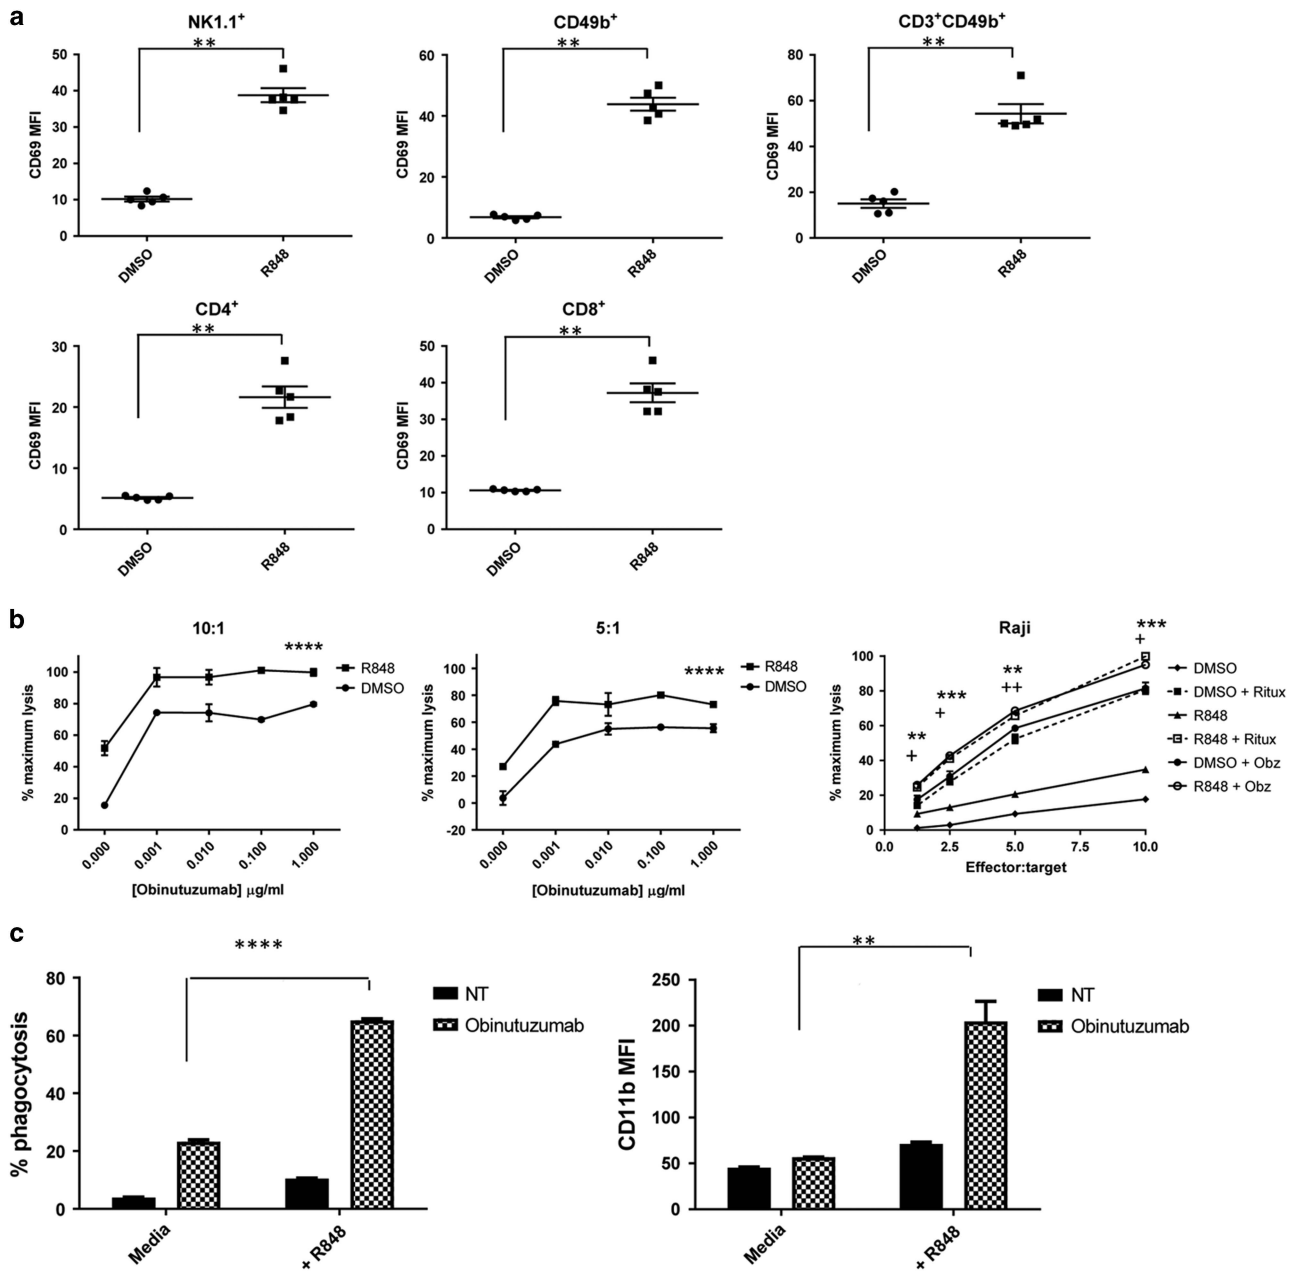 a
NK1.1+
**
CD69 MFI
50
40
30
20
10
0
DMSO
R848
CD49b+
**
CD69 MFI
60
40
20
0
DMSO
R848
CD3+CD49b+
**
CD69 MFI
80
60
40
20
0
DMSO
R848
CD4+
**
CD69 MFI
30
20
10
0
DMSO
R848
CD8+
**
CD69 MFI
50
40
30
20
10
0
DMSO
R848
b
10:1
****
R848
DMSO
% maximum lysis
100
80
60
40
20
0
0.000
0.001
0.010
0.100
1.000
[Obinutuzumab] μg/ml
5:1
****
R848
DMSO
% maximum lysis
100
80
60
40
20
0
-20
0.000
0.001
0.010
0.100
1.000
[Obinutuzumab] μg/ml
Raji
**
+
***
+
**
++
***
+
% maximum lysis
100
80
60
40
20
0
0.0
2.5
5.0
7.5
10.0
Effector:target
DMSO
DMSO + Ritux
R848
R848 + Ritux
DMSO + Obz
R848 + Obz
c
****
% phagocytosis
80
60
40
20
0
Media
+ R848
NT
Obinutuzumab
**
CD11b MFI
250
200
150
100
50
0
Media
+ R848
NT
Obinutuzumab